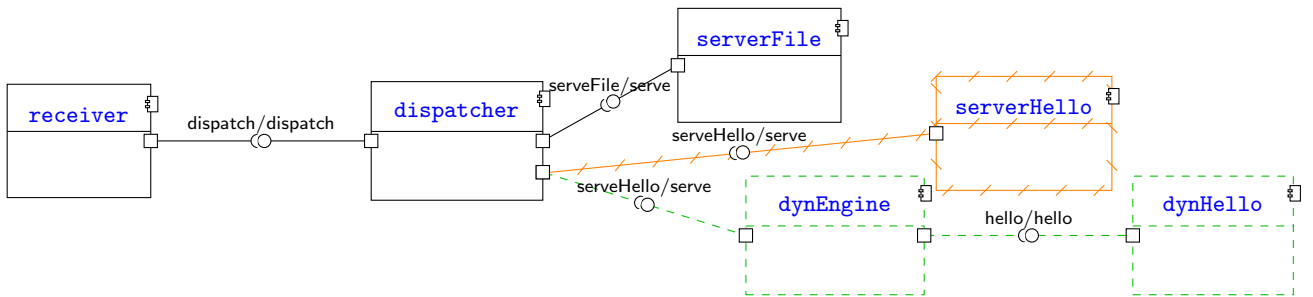 serverFile
serveFile/serve
receiver
dispatch/dispatch
dispatcher
serveHello/serve
serverHello
serveHello/serve
dynEngine
hello/hello
dynHello